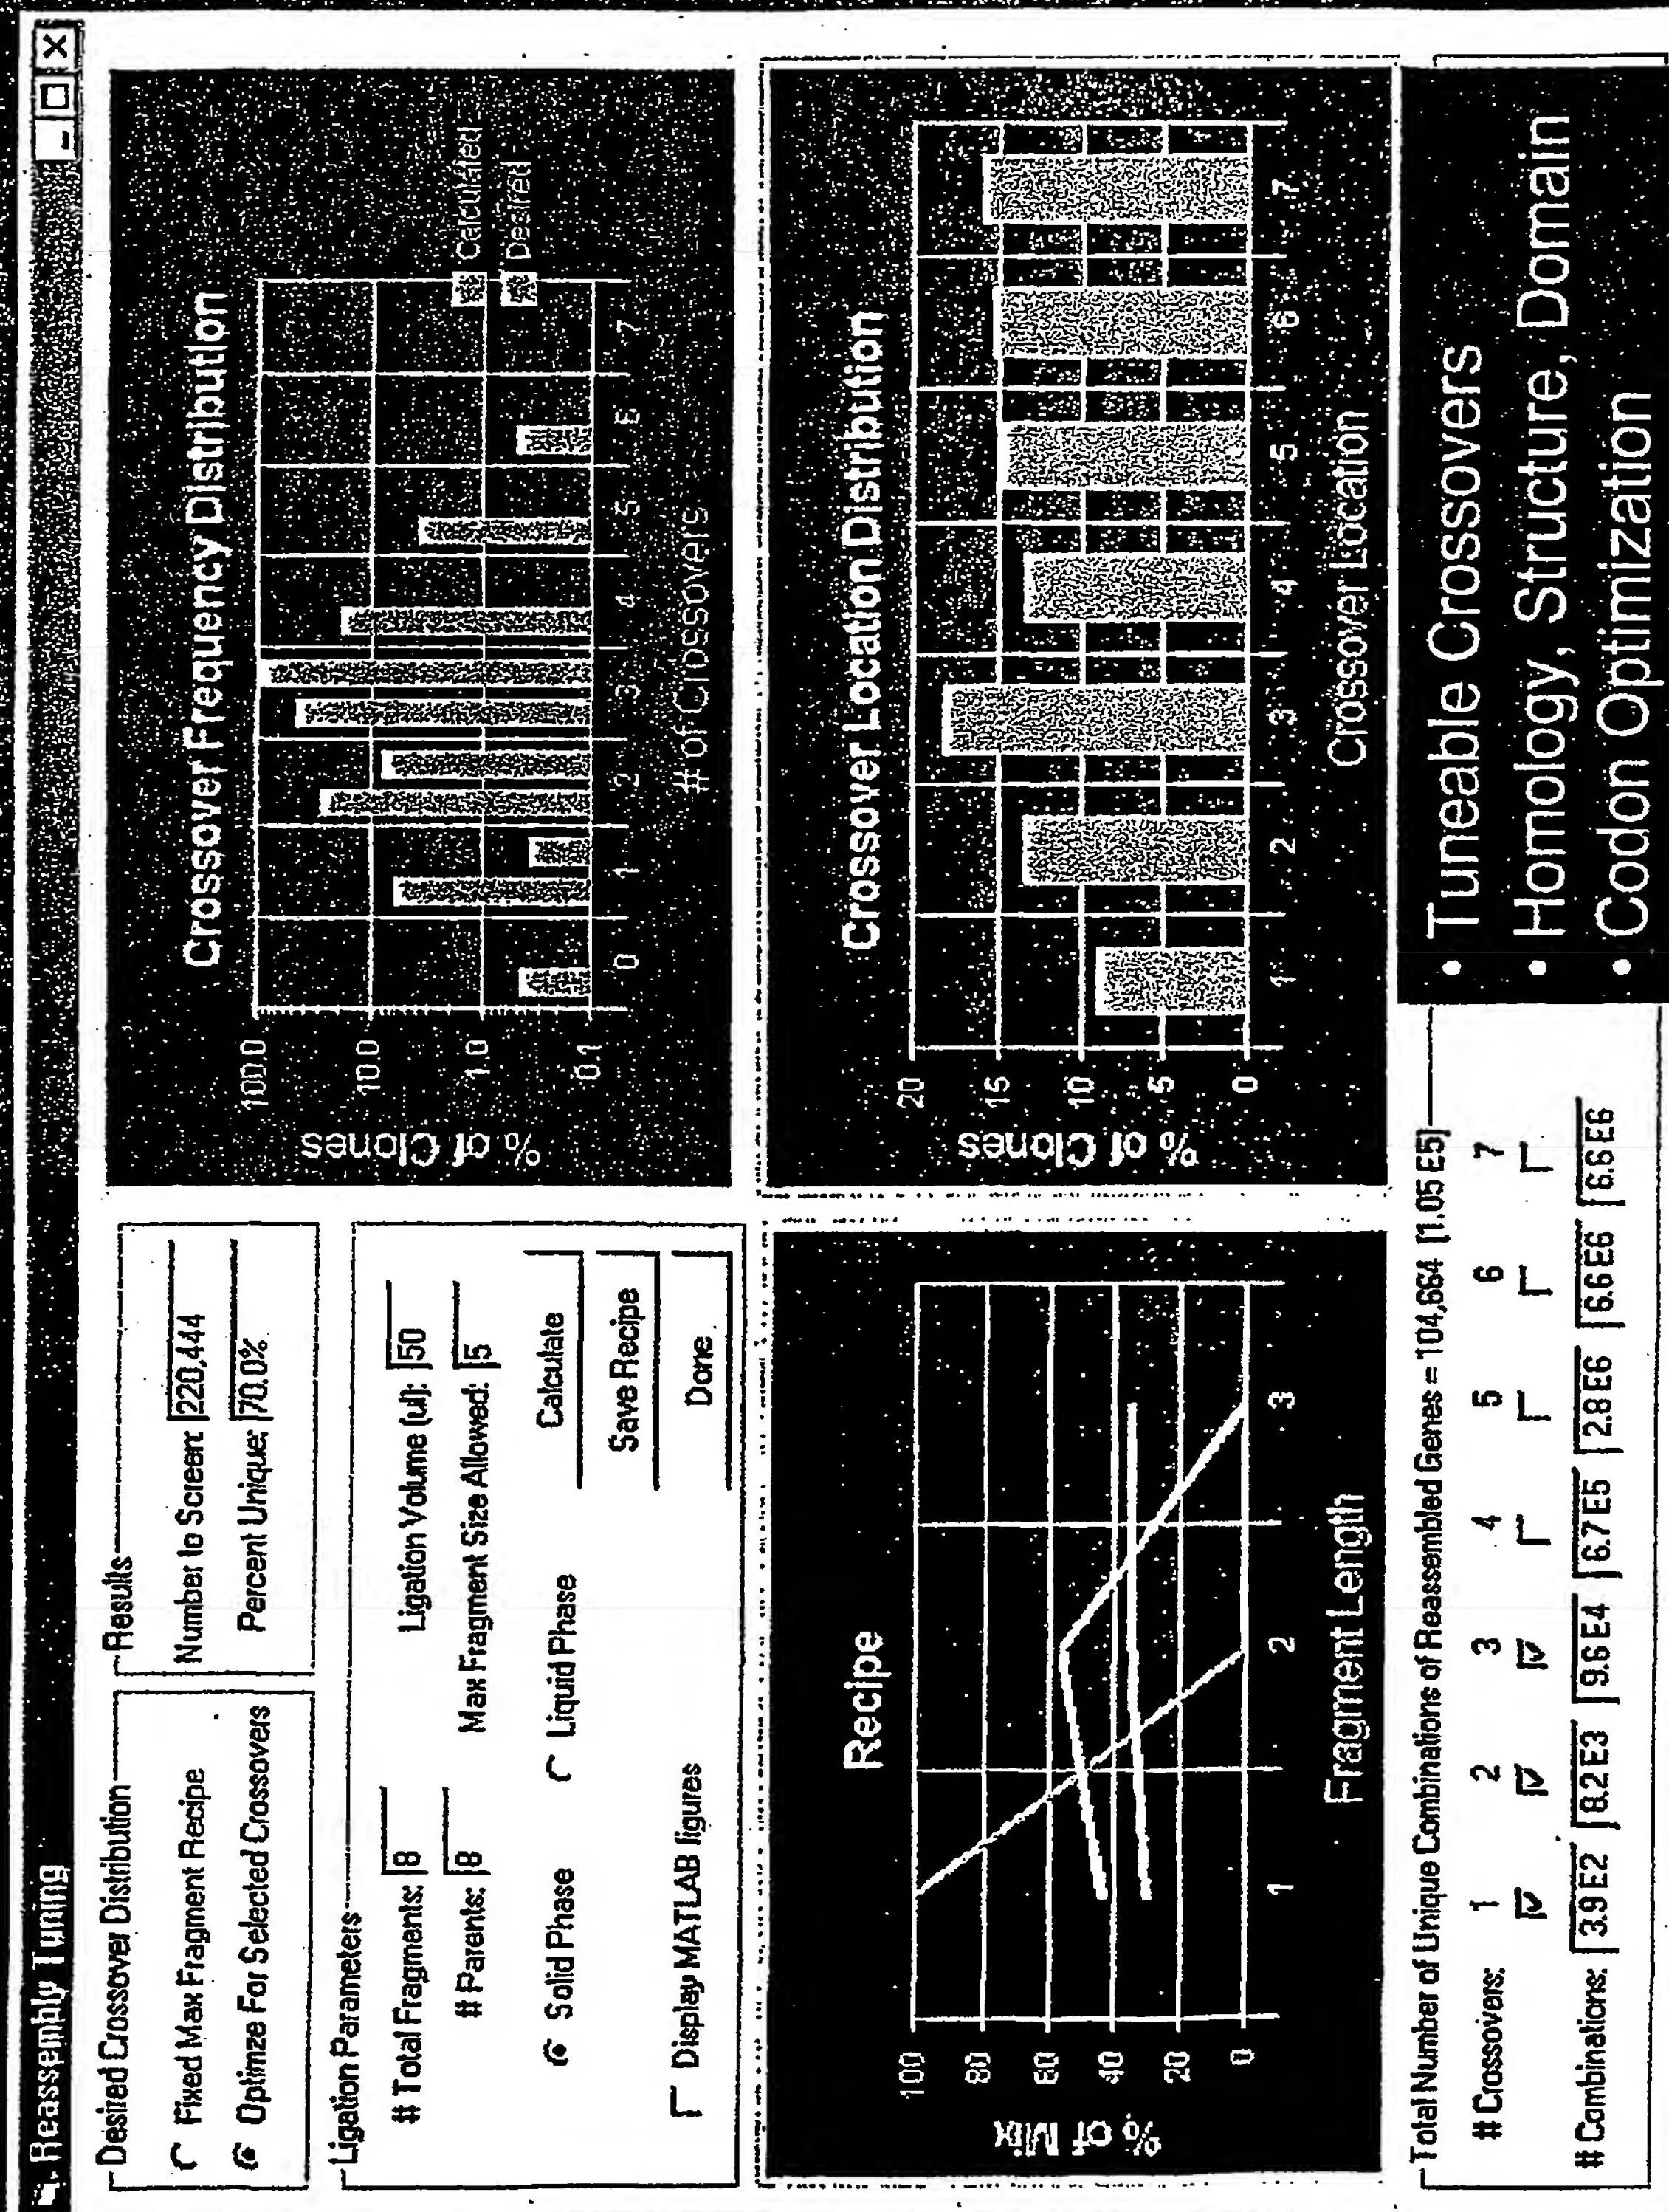 Reassembly Tuning
Desired Crossover Distribution
Fixed Max Fragment Recipe
Optimize For Selected Crossovers
Results
Number to Screen: 220,444
Percent Unique: 70.0%
Ligation Parameters
# Total Fragments: 8
# Parents: 8
Ligation Volume (ul): 50
Max Fragment Size Allowed: 5
Solid Phase
Liquid Phase
Display MATLAB figures
Calculate
Save Recipe
Done
Crossover Frequency Distribution
% of Clones
100.0
10.0
1.0
0.1
0 1 2 3 4 5 6 7
# of Crossovers
Calculated
Desired
Recipe
% of Mix
100
80
60
40
20
0
1 2 3
Fragment Length
Crossover Location Distribution
% of Clones
20
15
10
5
0
1 2 3 4 5 6 7
Crossover Location
Total Number of Unique Combinations of Reassembled Genes = 104,664 [1.05 E5]
# Crossovers: 1 2 3 4 5 6 7
# Combinations: 3.9 E2 8.2 E3 9.6 E4 6.7 E5 2.8 E6 6.6 E6 6.6 E6
• Tuneable Crossovers
• Homology, Structure, Domain
• Codon Optimization